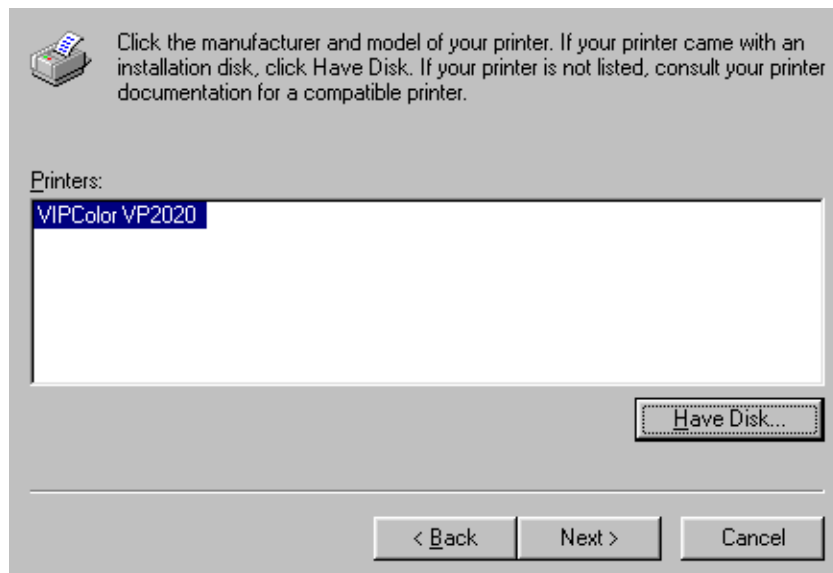 Click the manufacturer and model of your printer. If your printer came with an
installation disk, click Have Disk. If your printer is not listed, consult your printer
documentation for a compatible printer.
Printers:
VIPColor VP2020
Have Disk...
< Back Next > Cancel